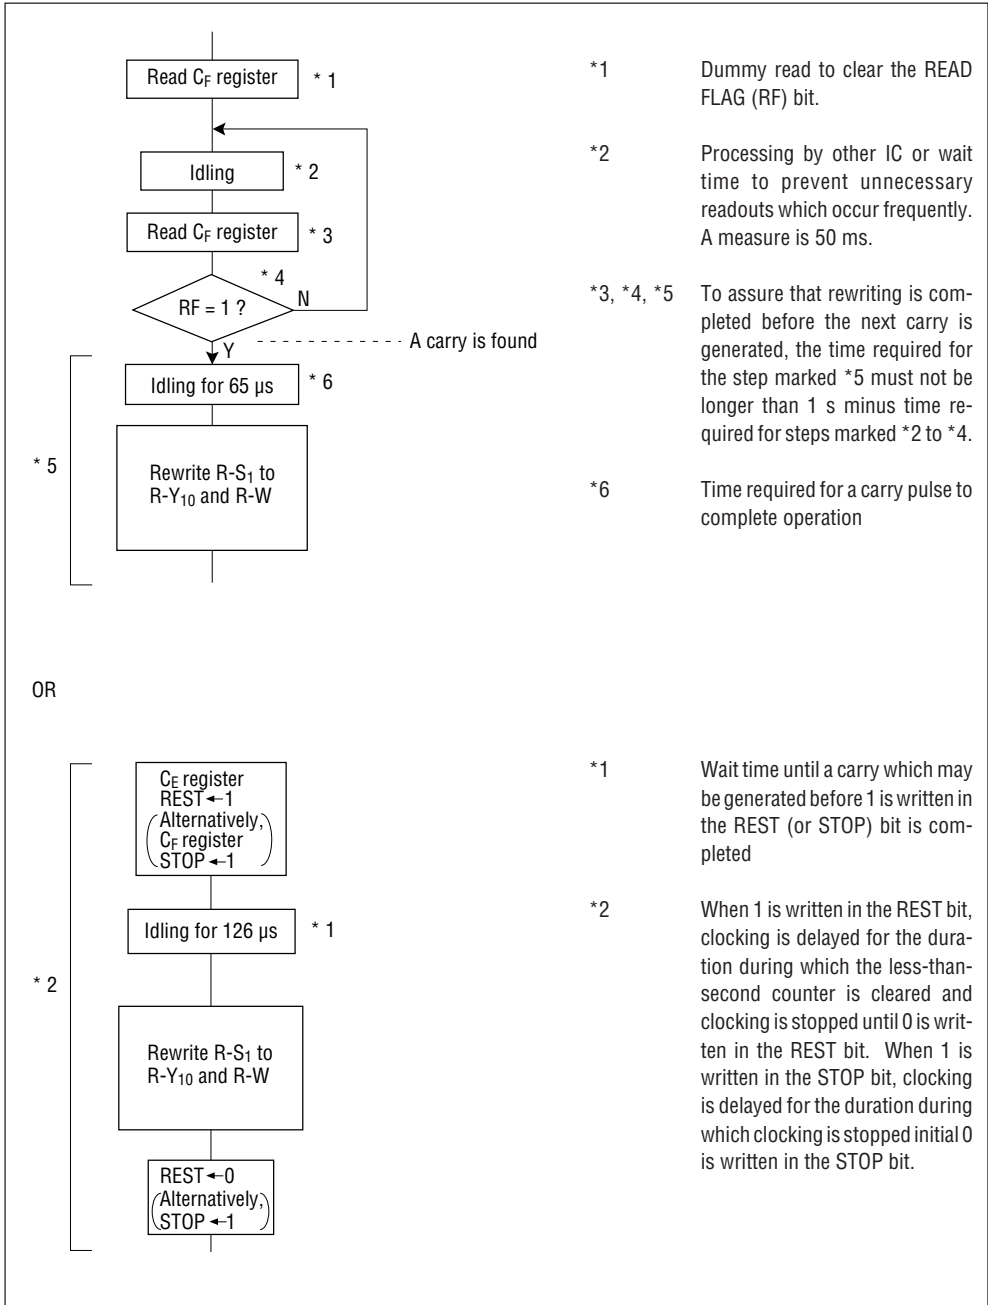 Read CF register * 1
Idling * 2
Read CF register * 3
* 4
RF = 1 ? N
Y
A carry is found
Idling for 65 µs * 6
* 5
Rewrite R-S1 to
R-Y10 and R-W
*1 Dummy read to clear the READ
FLAG (RF) bit.
*2 Processing by other IC or wait
time to prevent unnecessary
readouts which occur frequently.
A measure is 50 ms.
*3, *4, *5 To assure that rewriting is com-
pleted before the next carry is
generated, the time required for
the step marked *5 must not be
longer than 1 s minus time re-
quired for steps marked *2 to *4.
*6 Time required for a carry pulse to
complete operation
OR
CE register
REST ← 1
(Alternatively,
CF register
STOP ← 1)
Idling for 126 µs * 1
* 2
Rewrite R-S1 to
R-Y10 and R-W
REST ← 0
(Alternatively,
STOP ← 1)
*1 Wait time until a carry which may
be generated before 1 is written in
the REST (or STOP) bit is com-
pleted
*2 When 1 is written in the REST bit,
clocking is delayed for the dura-
tion during which the less-than-
second counter is cleared and
clocking is stopped until 0 is writ-
ten in the REST bit. When 1 is
written in the STOP bit, clocking
is delayed for the duration during
which clocking is stopped initial 0
is written in the STOP bit.